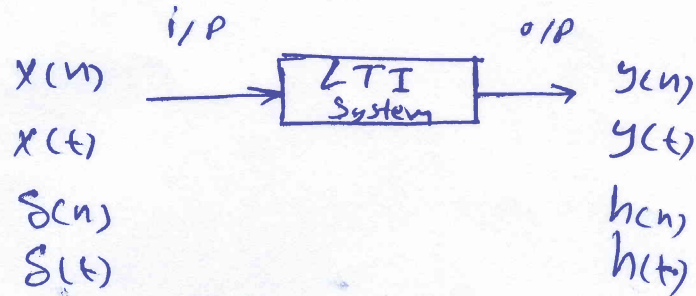 i/p o/p
x(n) LTI y(n)
System
x(t) y(t)
δ(n) h(n)
δ(t) h(t)